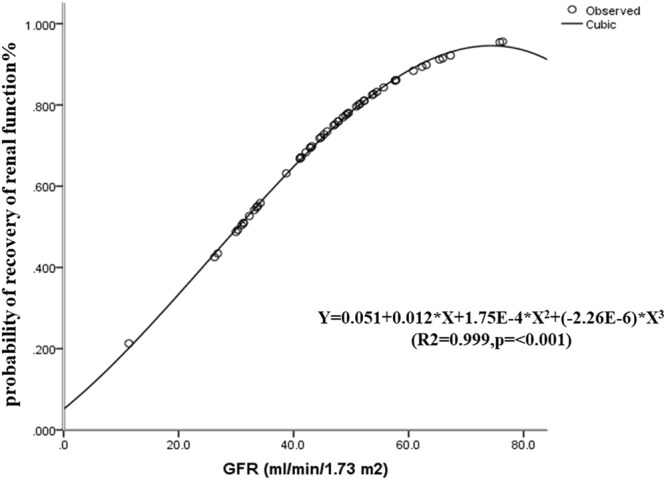 1.000
.800
.600
.400
.200
.000
probability of recovery of renal function%
Observed
Cubic
Y=0.051+0.012*X+1.75E-4*X²+(-2.26E-6)*X³
(R2=0.999,p=<0.001)
.0 20.0 40.0 60.0 80.0
GFR (ml/min/1.73 m2)